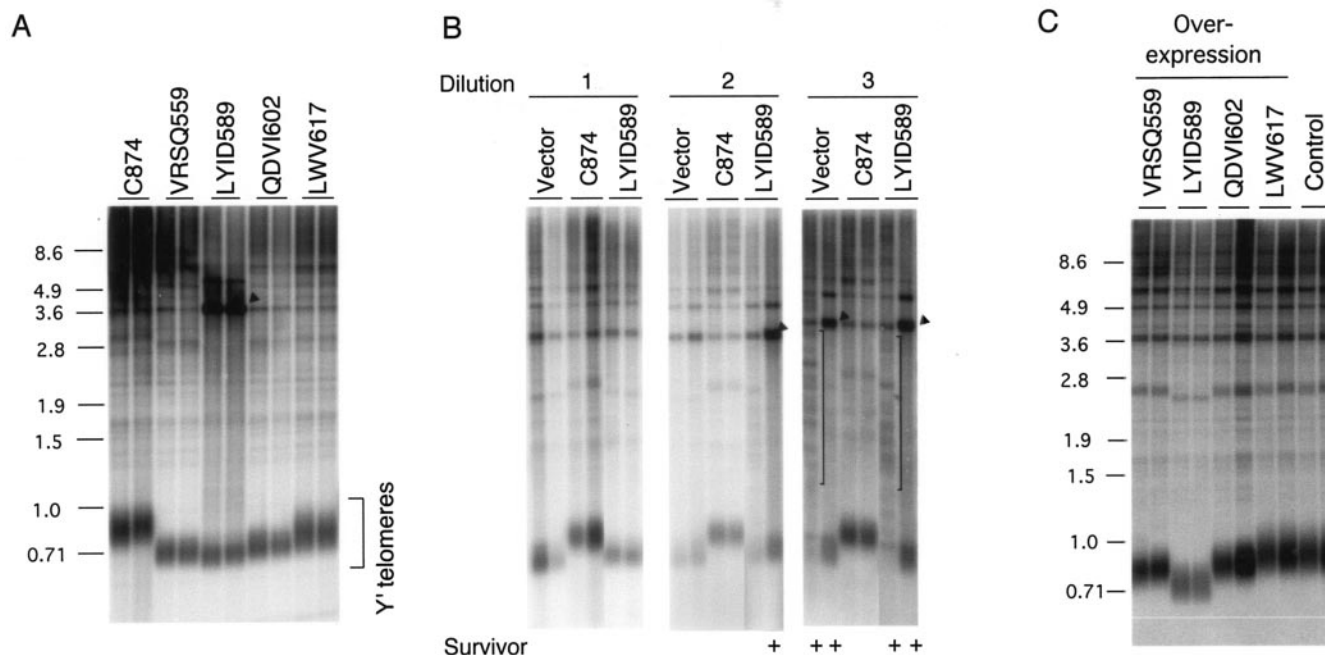 A
C874
VRSQ559
LYID589
QDVI602
LWV617
8.6
4.9
3.6
2.8
1.9
1.5
1.0
0.71
Y' telomeres
B
Dilution 1 2 3
Vector
C874
LYID589
Vector
C874
LYID589
Vector
C874
LYID589
Survivor + + + + +
C
Over-
expression
VRSQ559
LYID589
QDVI602
LWV617
Control
8.6
4.9
3.6
2.8
1.9
1.5
1.0
0.71